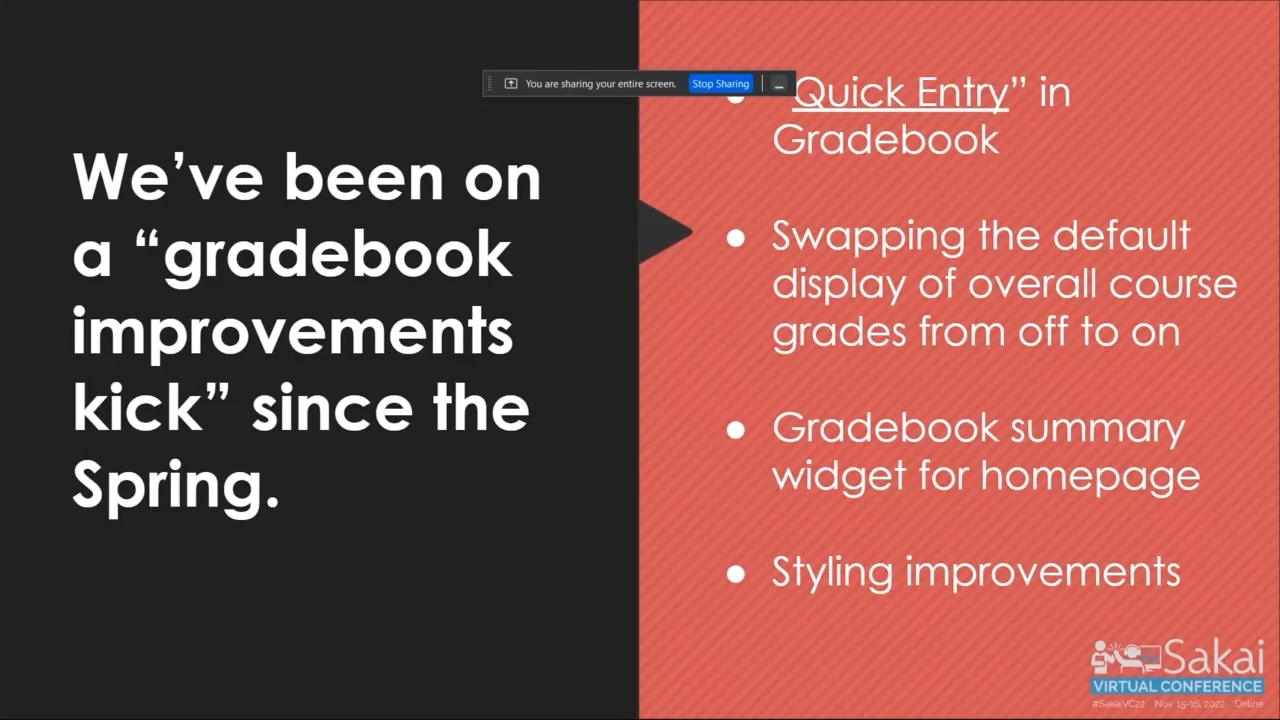 You are sharing your entire screen. Stop Sharing
We’ve been on
a “gradebook
improvements
kick” since the
Spring.
Quick Entry” in
Gradebook
Swapping the default
display of overall course
grades from off to on
Gradebook summary
widget for homepage
Styling improvements
Sakai
VIRTUAL CONFERENCE
#SakaiVC22 Nov. 15-16, 2022 Online